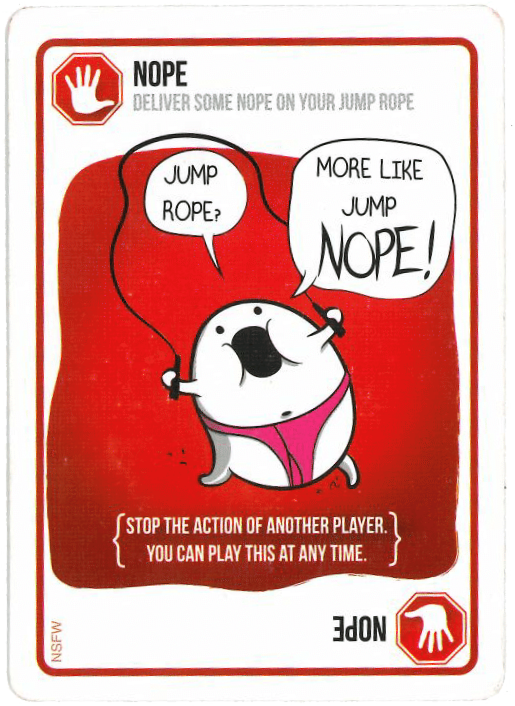 NOPE
DELIVER SOME NOPE ON YOUR JUMP ROPE
JUMP
ROPE?
MORE LIKE
JUMP
NOPE!
{STOP THE ACTION OF ANOTHER PLAYER.
YOU CAN PLAY THIS AT ANY TIME.}
NSFW
NOPE